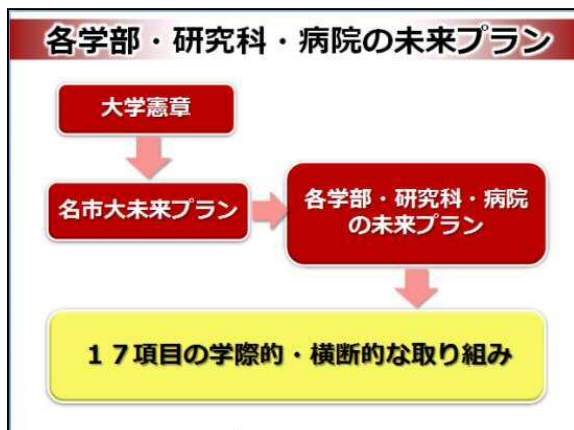 各学部・研究科・病院の未来プラン
大学憲章
名市大未来プラン
各学部・研究科・病院
の未来プラン
１７項目の学際的・横断的な取り組み